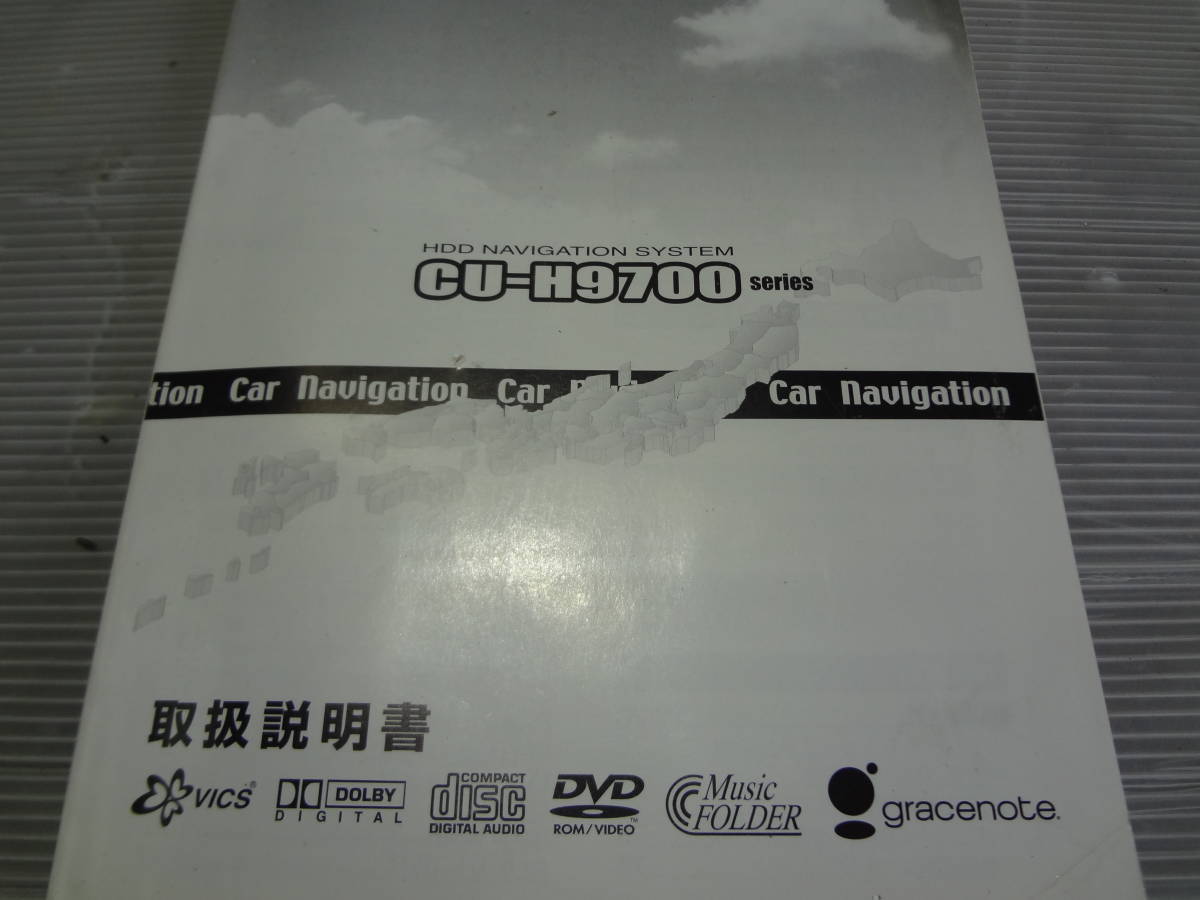 HDD NAVIGATION SYSTEM
CU-H9700 series
tion Car Navigation Car Car Navigation
取扱説明書
VICS®
DOLBY
DIGITAL
COMPACT
disc
DIGITAL AUDIO
DVD™
ROM/VIDEO
Music
FOLDER
gracenote.